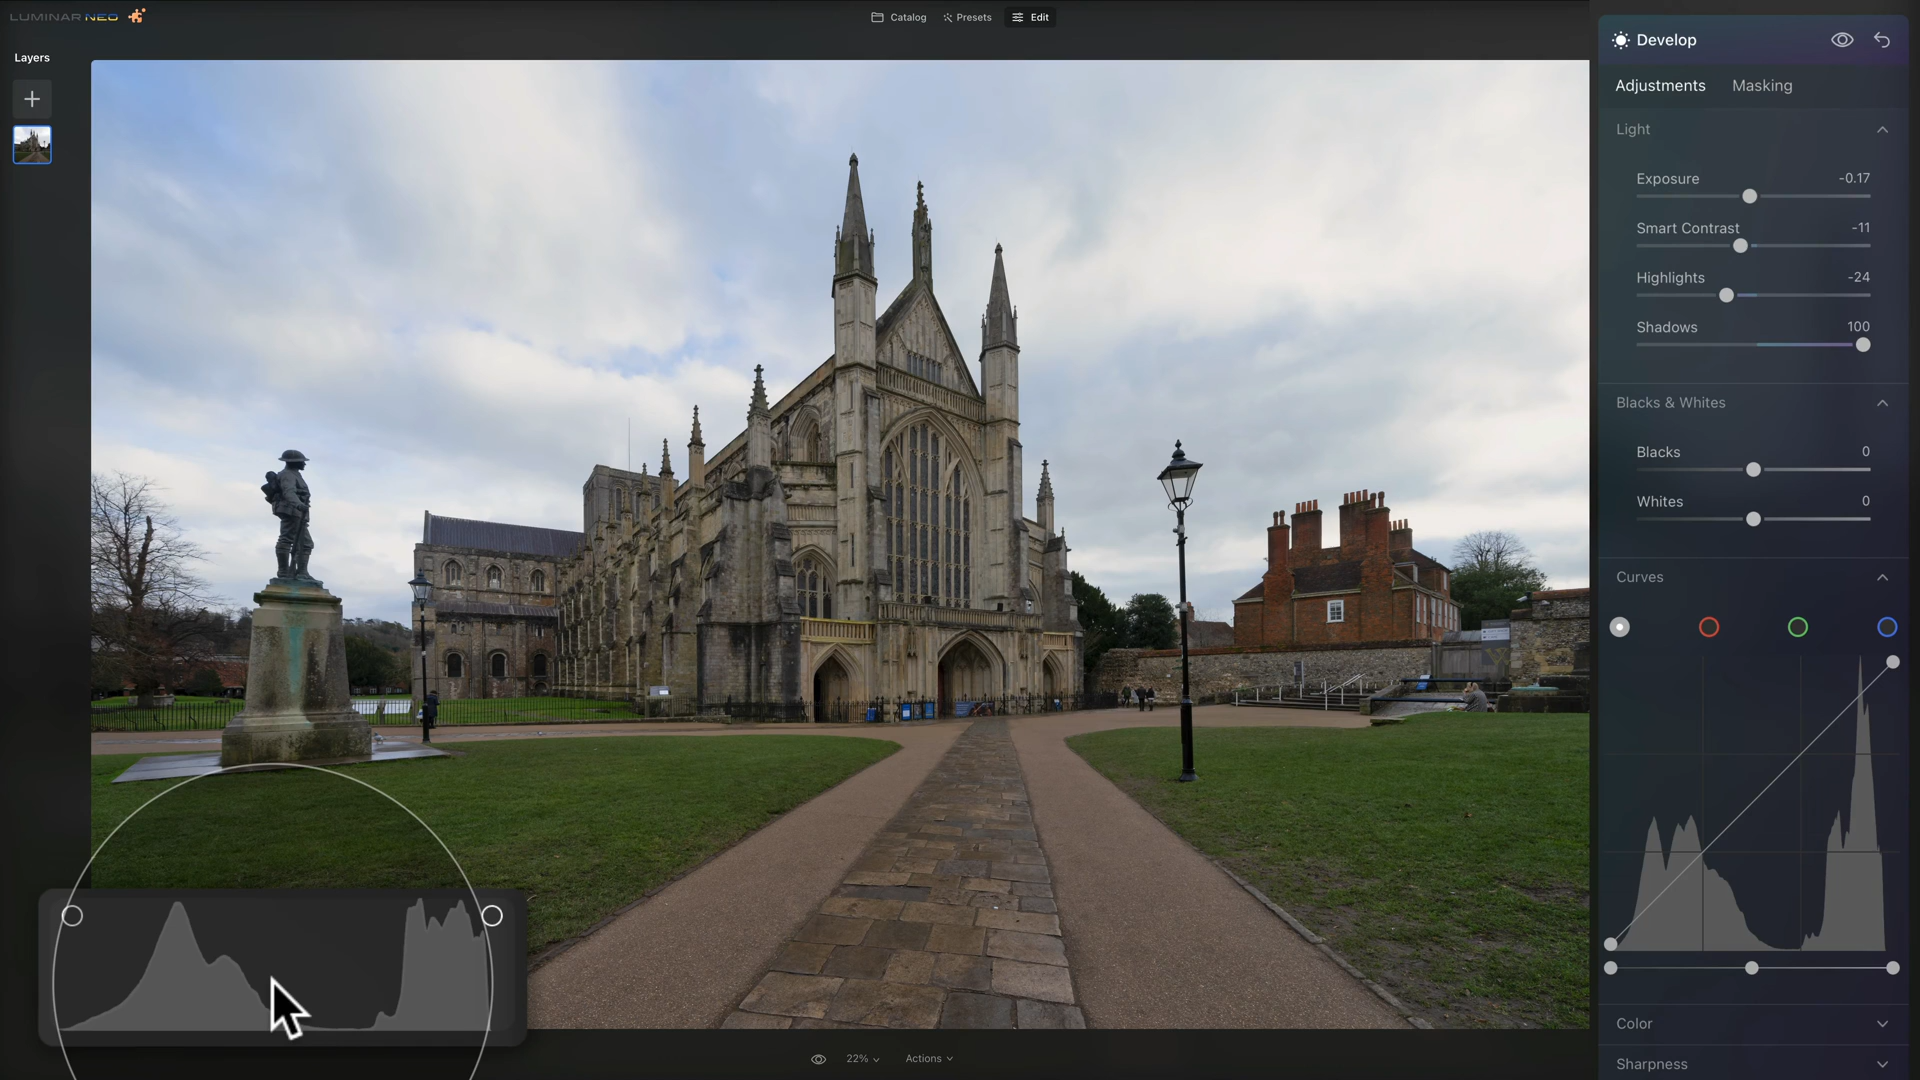 LUMINAR NEO
Catalog
Presets
Edit
Layers
Develop
Adjustments
Masking
Light
Exposure
-0.17
Smart Contrast
-11
Highlights
-24
Shadows
100
Blacks & Whites
Blacks
0
Whites
0
Curves
Color
Sharpness
22%
Actions